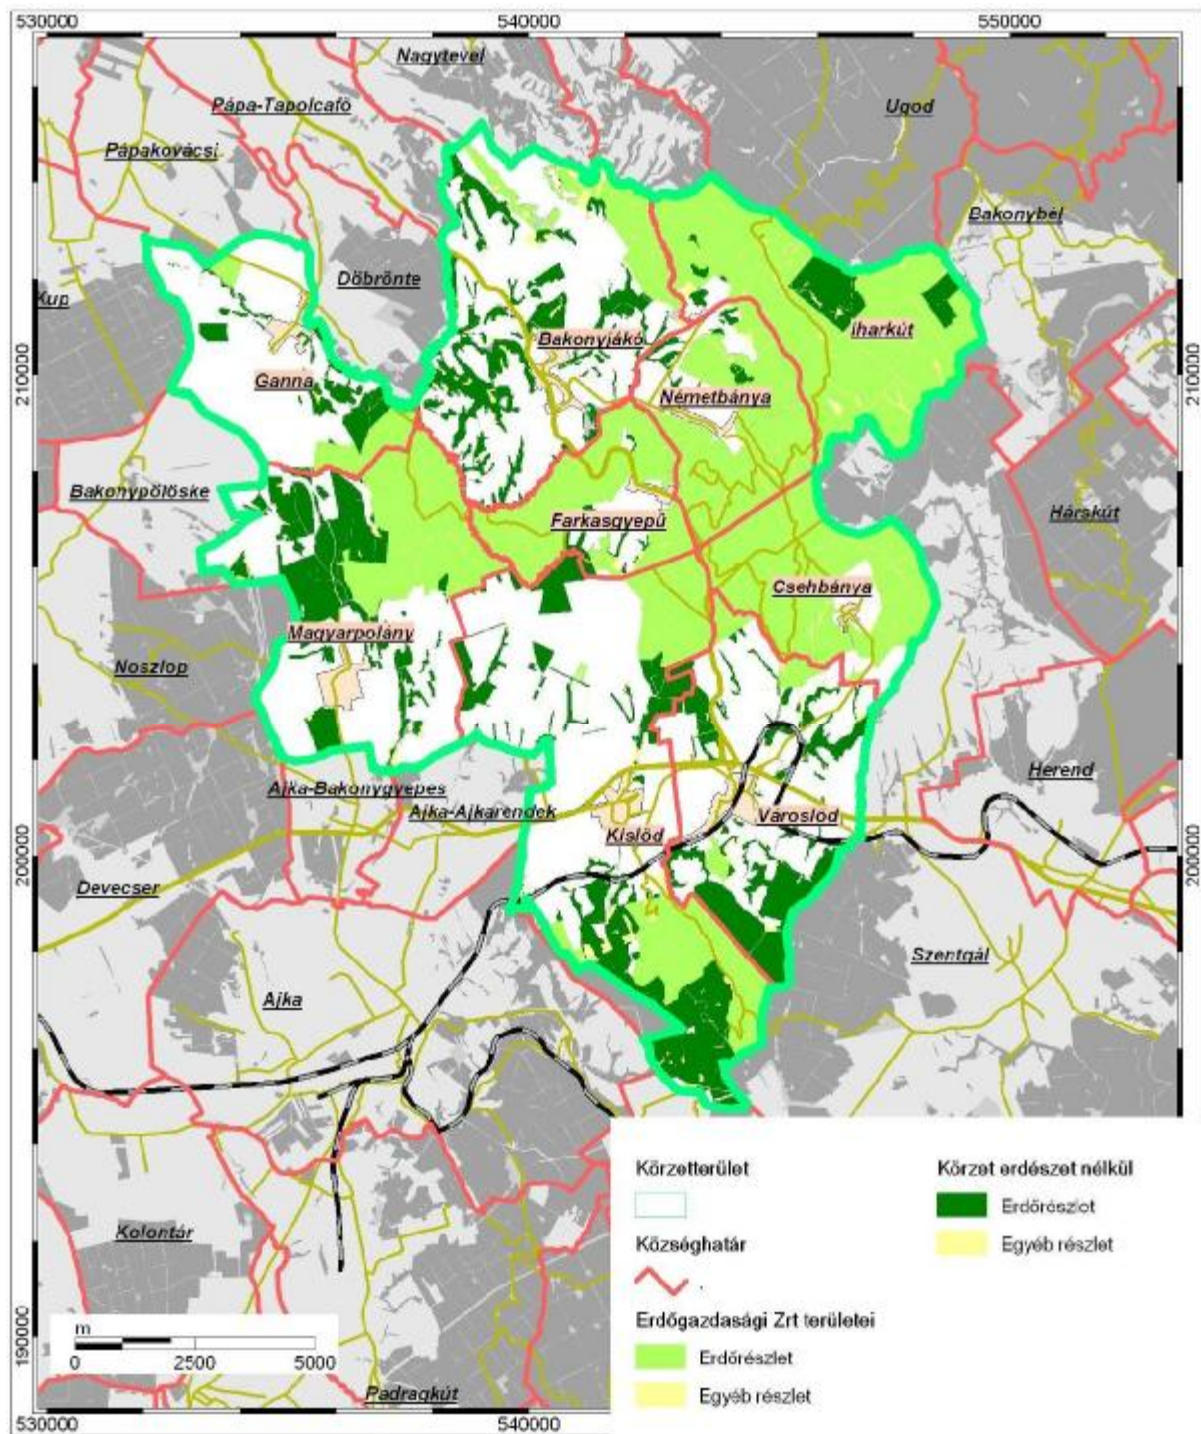 530000 540000 550000
Nagytevel
Pápa-Tapolcafő
Ugod
Pápakovácsi
Bakonybél
Döbrönte
Kup
Iharkút
Bakonyjákó
210000 210000
Ganna
Németbánya
Bakonypölöske
Farkasgyepű
Hárskút
Csehbánya
Magyarpolány
Noszlop
Herend
Ajka-Bakonygyepes
Ajka-Ajkarendek
Városlőd
Kislőd
200000 200000
Devecser
Szentgál
Ajka
Kolontár
190000
m
0 2500 5000
Padragkút
530000 540000
Körzetterület
Községhatár
Erdőgazdasági Zrt területei
Erdőrészlet
Egyéb részlet
Körzet erdészet nélkül
Erdőrészlet
Egyéb részlet